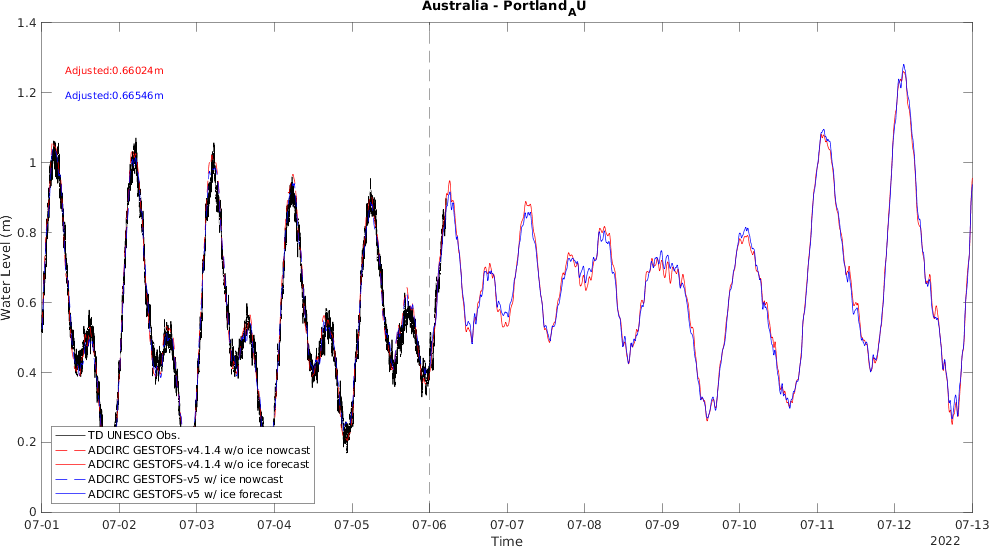 Australia - Portland_AU
Adjusted:0.66024m
Adjusted:0.66546m
Water Level (m)
1.4
1.2
1
0.8
0.6
0.4
0.2
0
TD UNESCO Obs.
ADCIRC GESTOFS-v4.1.4 w/o ice nowcast
ADCIRC GESTOFS-v4.1.4 w/o ice forecast
ADCIRC GESTOFS-v5 w/ ice nowcast
ADCIRC GESTOFS-v5 w/ ice forecast
07-01 07-02 07-03 07-04 07-05 07-06 07-07 07-08 07-09 07-10 07-11 07-12 07-13
Time
2022